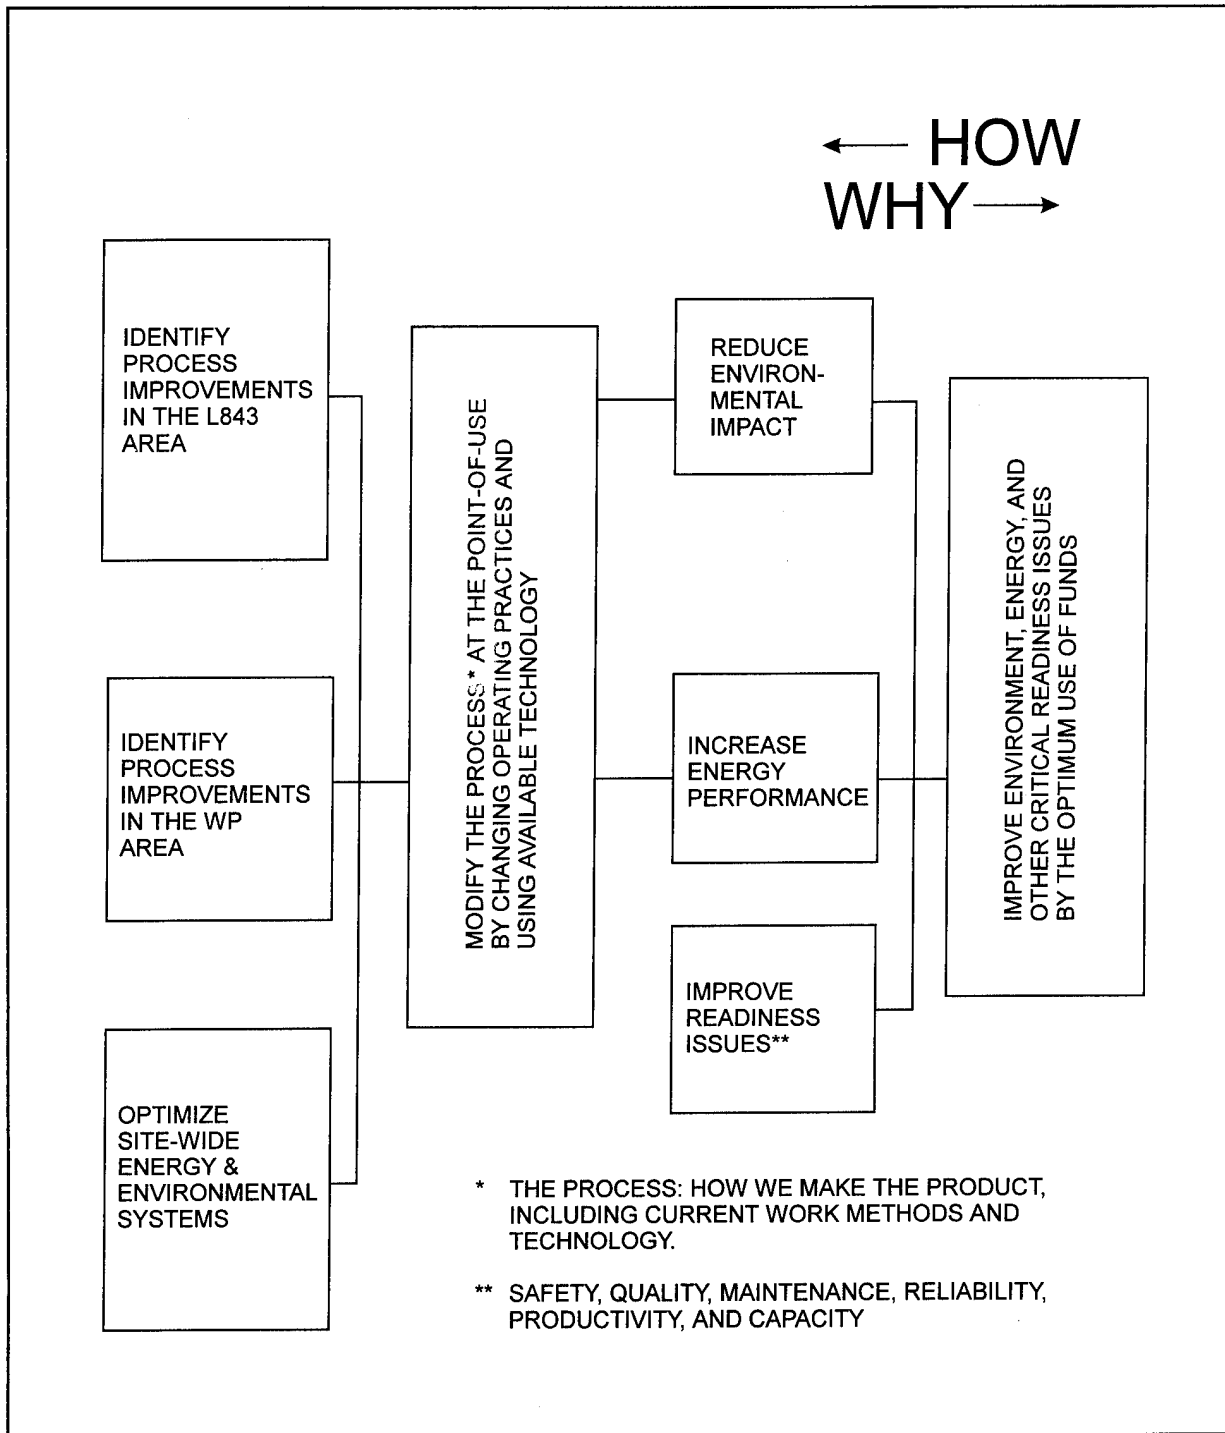 HOW
WHY
IDENTIFY
PROCESS
IMPROVEMENTS
IN THE L843
AREA
IDENTIFY
PROCESS
IMPROVEMENTS
IN THE WP
AREA
OPTIMIZE
SITE-WIDE
ENERGY &
ENVIRONMENTAL
SYSTEMS
MODIFY THE PROCESS* AT THE POINT-OF-USE
BY CHANGING OPERATING PRACTICES AND
USING AVAILABLE TECHNOLOGY
REDUCE
ENVIRON-
MENTAL
IMPACT
INCREASE
ENERGY
PERFORMANCE
IMPROVE
READINESS
ISSUES**
IMPROVE ENVIRONMENT, ENERGY, AND
OTHER CRITICAL READINESS ISSUES
BY THE OPTIMUM USE OF FUNDS
* THE PROCESS: HOW WE MAKE THE PRODUCT,
INCLUDING CURRENT WORK METHODS AND
TECHNOLOGY.
** SAFETY, QUALITY, MAINTENANCE, RELIABILITY,
PRODUCTIVITY, AND CAPACITY